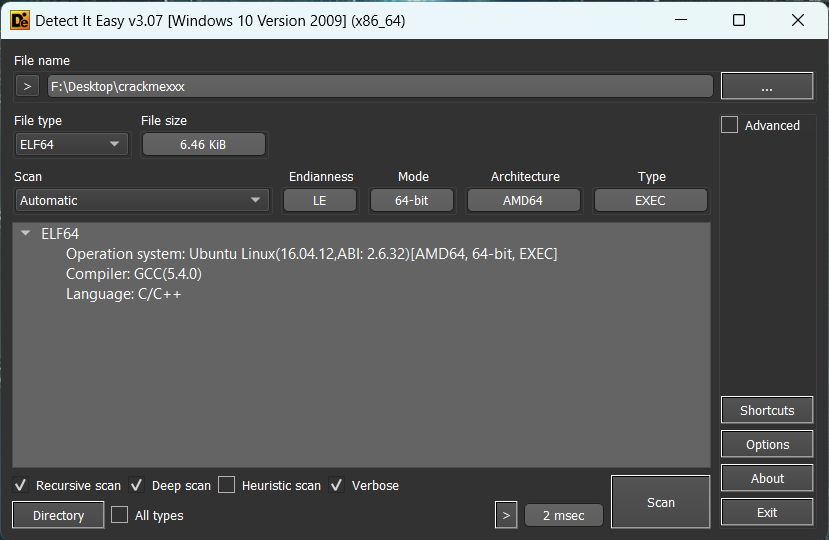 Detect It Easy v3.07 [Windows 10 Version 2009] (x86_64)
File name
> F:\Desktop\crackmexxx ...
File type File size
ELF64 6.46 KiB
Advanced
Scan Endianness Mode Architecture Type
Automatic LE 64-bit AMD64 EXEC
ELF64
Operation system: Ubuntu Linux(16.04.12,ABI: 2.6.32)[AMD64, 64-bit, EXEC]
Compiler: GCC(5.4.0)
Language: C/C++
Shortcuts
Options
About
Recursive scan Deep scan Heuristic scan Verbose
Scan
Directory All types > 2 msec
Exit